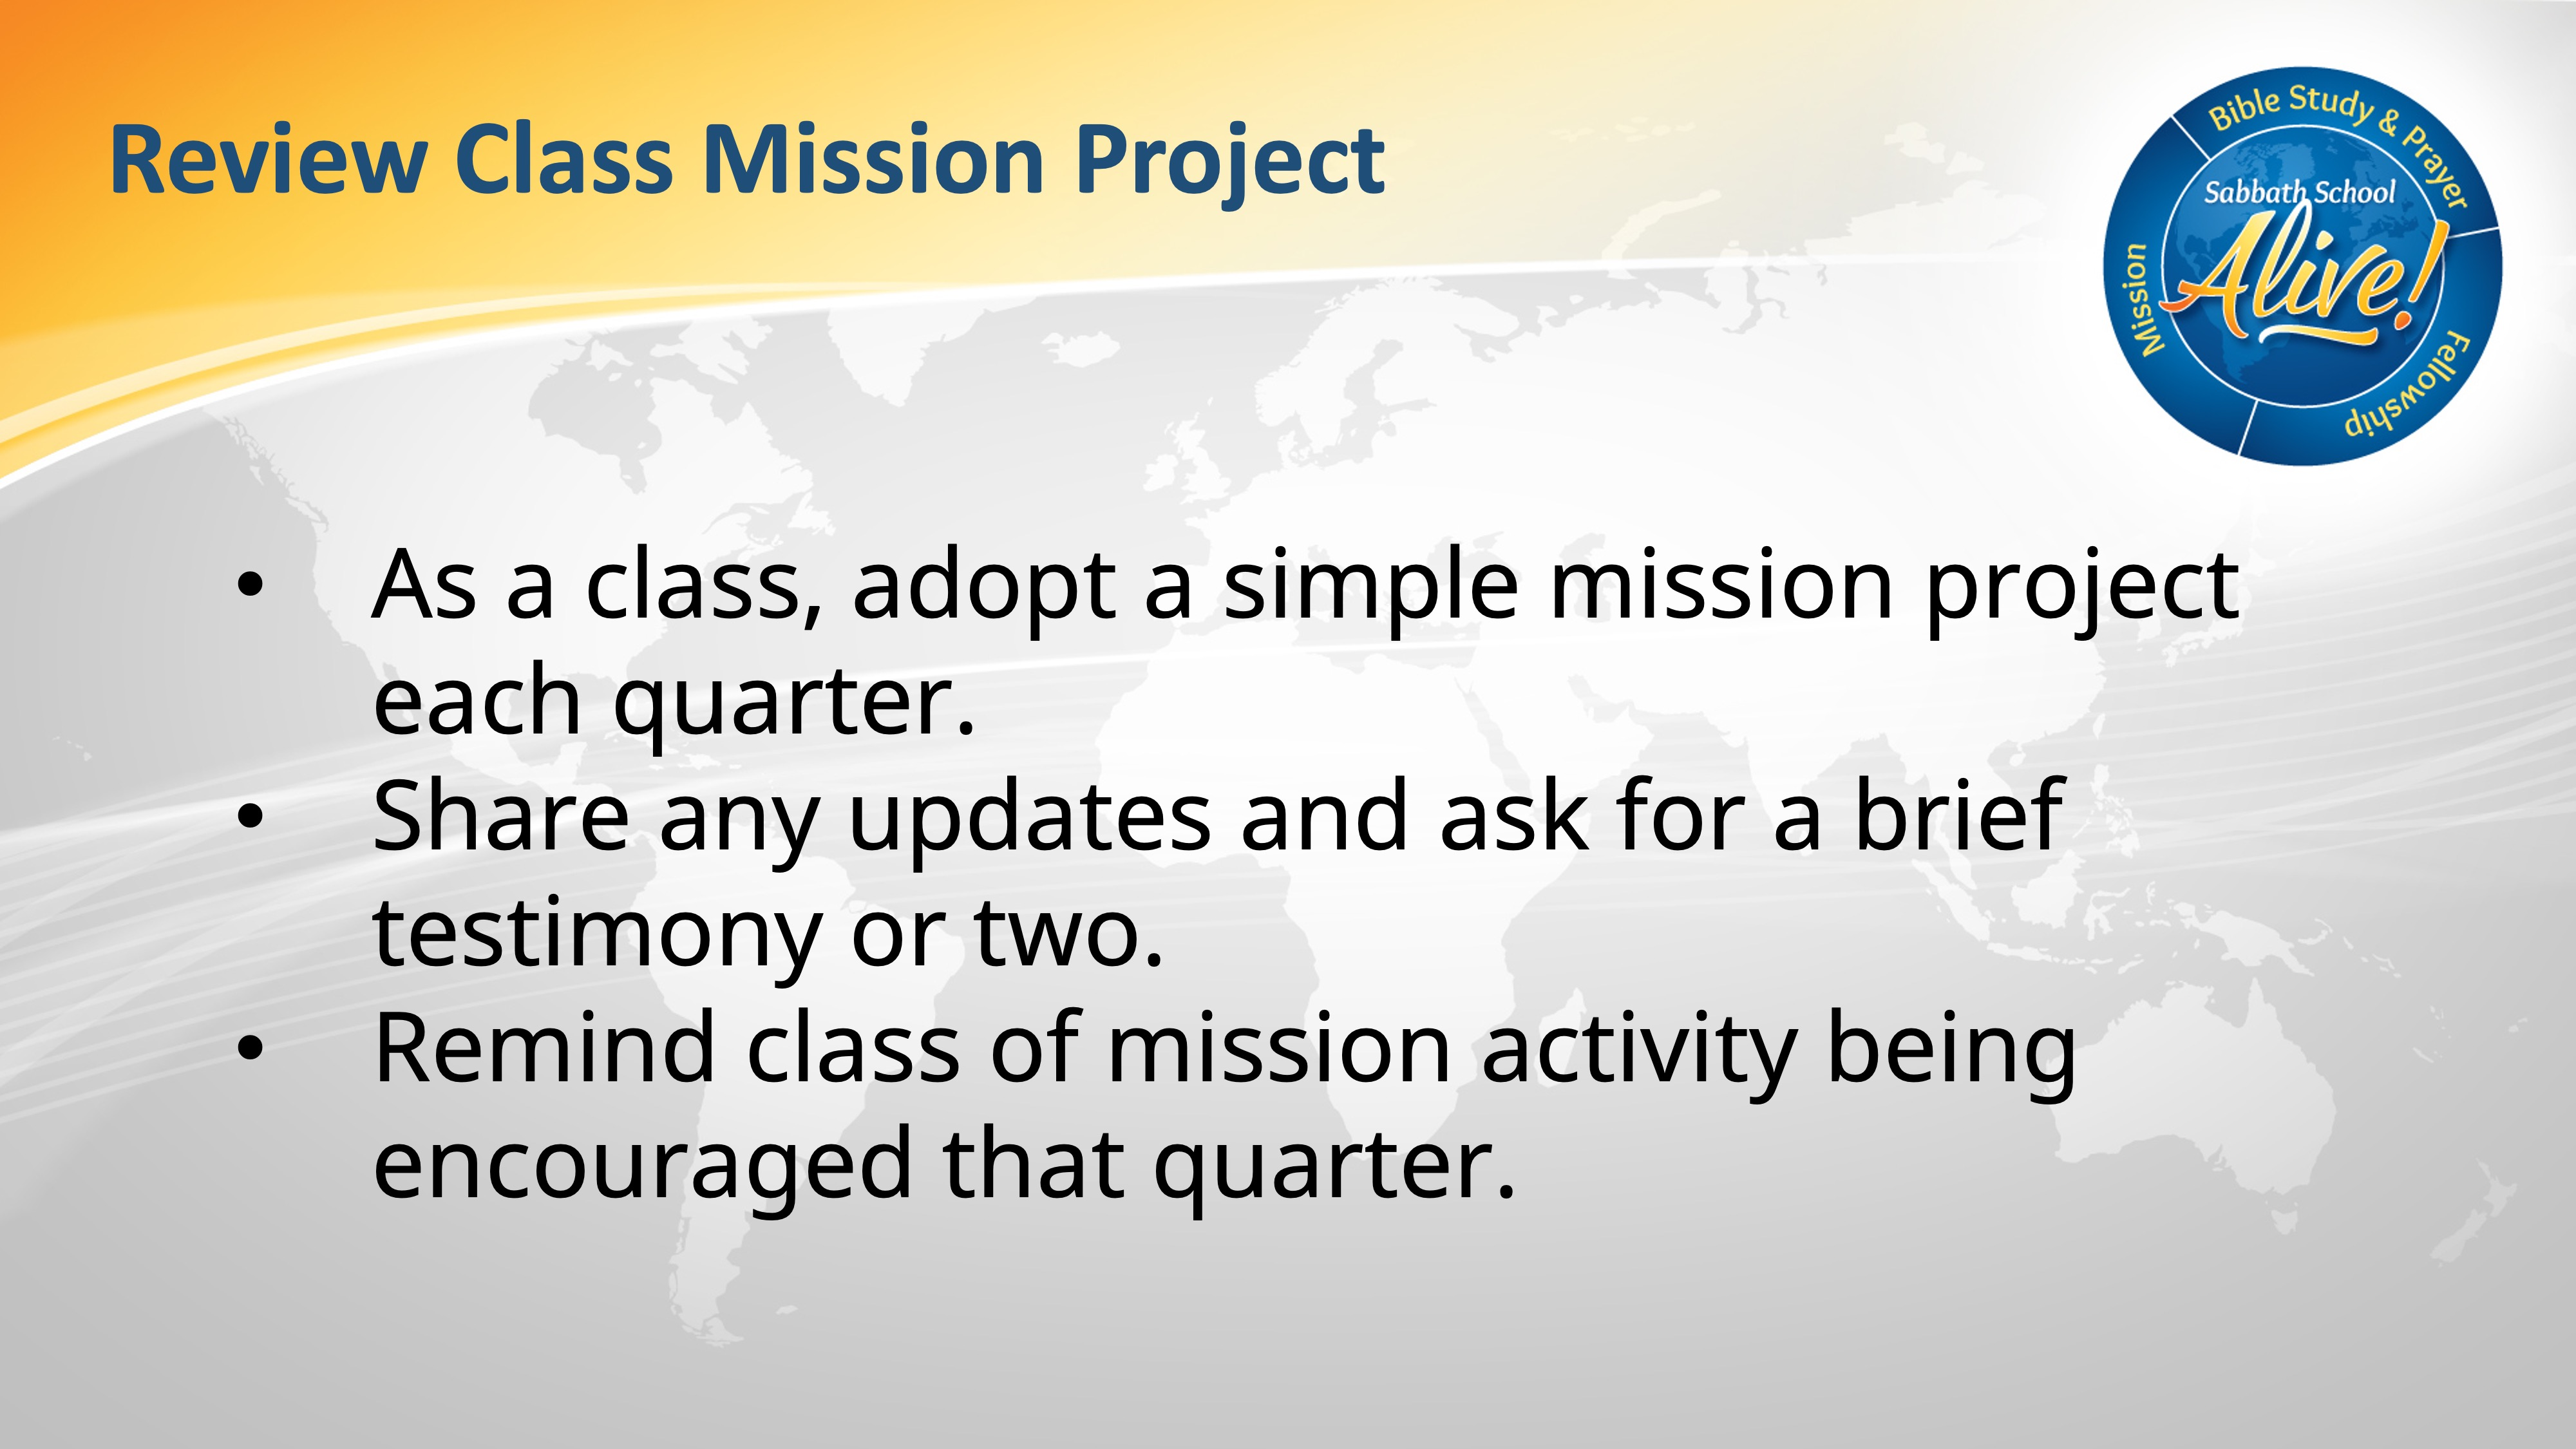 Review Class Mission Project
Bible Study & Prayer
Sabbath School
Alive!
Mission
Fellowship
• As a class, adopt a simple mission project
each quarter.
• Share any updates and ask for a brief
testimony or two.
• Remind class of mission activity being
encouraged that quarter.